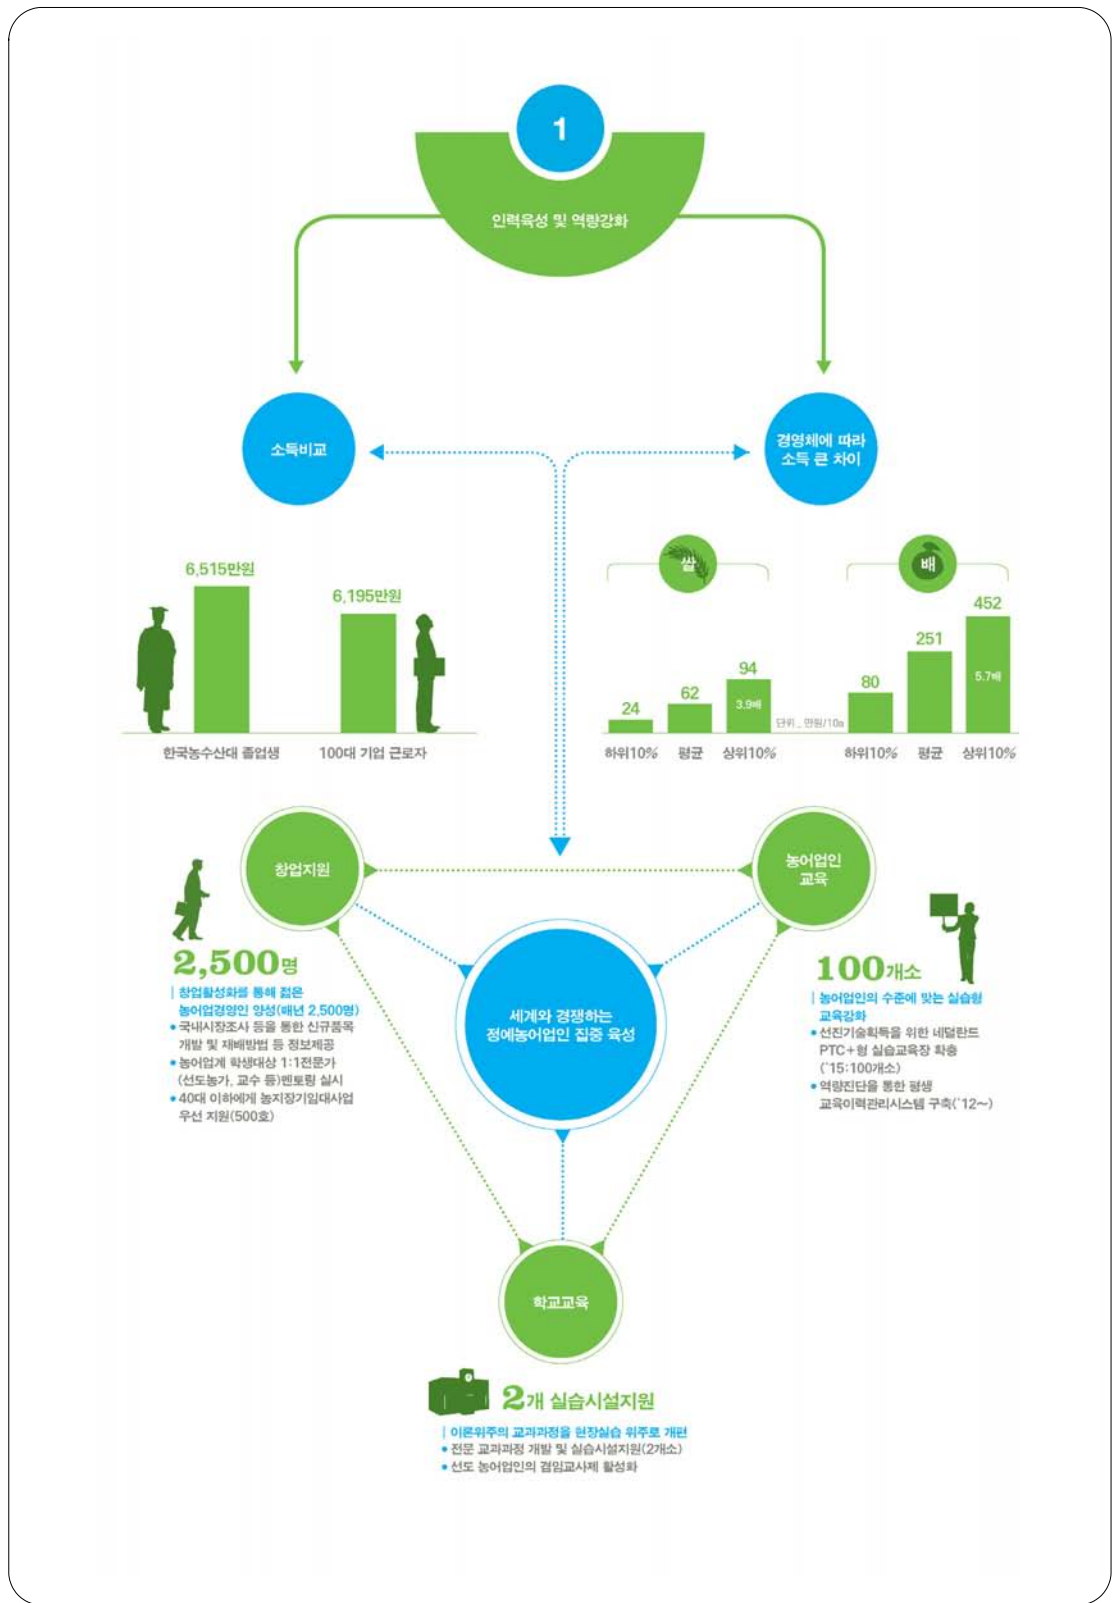 1
인력육성 및 역량강화
소득비교
경영체에 따라
소득 큰 차이
6,515만원
6,195만원
한국농수산대 졸업생
100대 기업 근로자
쌀
24
62
94
3.9배
하위10%
평균
상위10%
단위_만원/10a
배
80
251
452
5.7배
하위10%
평균
상위10%
창업지원
농어업인
교육
2,500명
창업활성화를 통해 젊은
농어업경영인 양성(매년 2,500명)
• 국내시장조사 등을 통한 신규품목
개발 및 재배방법 등 정보제공
• 농어업계 학생대상 1:1전문가
(선도농가, 교수 등)멘토링 실시
• 40대 이하에게 농지장기임대사업
우선 지원(500호)
세계와 경쟁하는
정예농어업인 집중 육성
100개소
농어업인의 수준에 맞는 실습형
교육강화
• 선진기술획득을 위한 네덜란드
PTC+형 실습교육장 확충
(´15:100개소)
• 역량진단을 통한 평생
교육이력관리시스템 구축(´12~)
학교교육
2개 실습시설지원
이론위주의 교과과정을 현장실습 위주로 개편
• 전문 교과과정 개발 및 실습시설지원(2개소)
• 선도 농어업인의 겸임교사제 활성화